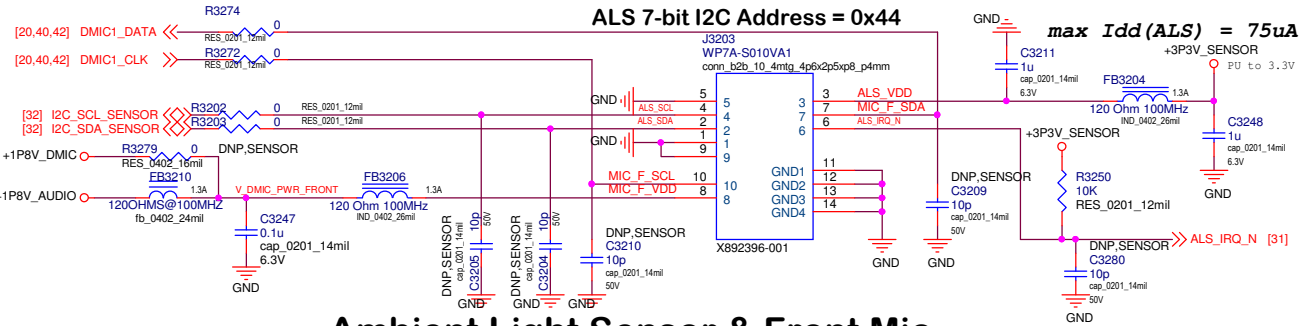 R3274
ALS 7-bit I2C Address = 0x44
GND
max Idd(ALS) = 75uA
[20,40,42] DMIC1_DATA
0
RES_0201_12mil
J3203
WP7A-S010VA1
conn_b2b_10_4mtg_4p6x2p5xp8_p4mm
C3211
1u
cap_0201_14mil
6.3V
+3P3V_SENSOR
PU to 3.3V
[20,40,42] DMIC1_CLK
R3272
0
RES_0201_12mil
FB3204
1.3A
120 Ohm 100MHz
IND_0402_26mil
GND
5
5
3
3
ALS_VDD
[32] I2C_SCL_SENSOR
R3202
0
RES_0201_12mil
ALS_SCL
4
4
7
7
MIC_F_SDA
[32] I2C_SDA_SENSOR
R3203
0
RES_0201_12mil
ALS_SDA
2
2
6
6
ALS_IRQ_N
C3248
1u
cap_0201_14mil
6.3V
GND
+3P3V_SENSOR
GND
1
1
9
9
+1P8V_DMIC
R3279
0
DNP,SENSOR
RES_0402_16mil
MIC_F_SCL
10
10
MIC_F_VDD
8
8
GND1
11
GND2
12
GND3
13
GND4
14
X892396-001
GND
DNP,SENSOR
C3209
10p
cap_0201_14mil
50V
GND
R3250
10K
RES_0201_12mil
1P8V_AUDIO
FB3210
1.3A
120OHMS@100MHZ
fb_0402_24mil
V_DMIC_PWR_FRONT
FB3206
1.3A
120 Ohm 100MHz
IND_0402_26mil
C3247
0.1u
cap_0201_14mil
6.3V
GND
DNP,SENSOR
cap_0201_14mil
C3205
10p
50V
GND
DNP,SENSOR
cap_0201_14mil
C3204
10p
50V
GND
DNP,SENSOR
C3210
10p
cap_0201_14mil
50V
GND
ALS_IRQ_N [31]
DNP,SENSOR
C3280
10p
cap_0201_14mil
50V
GND
Ambient Light Sensor & Front Mic